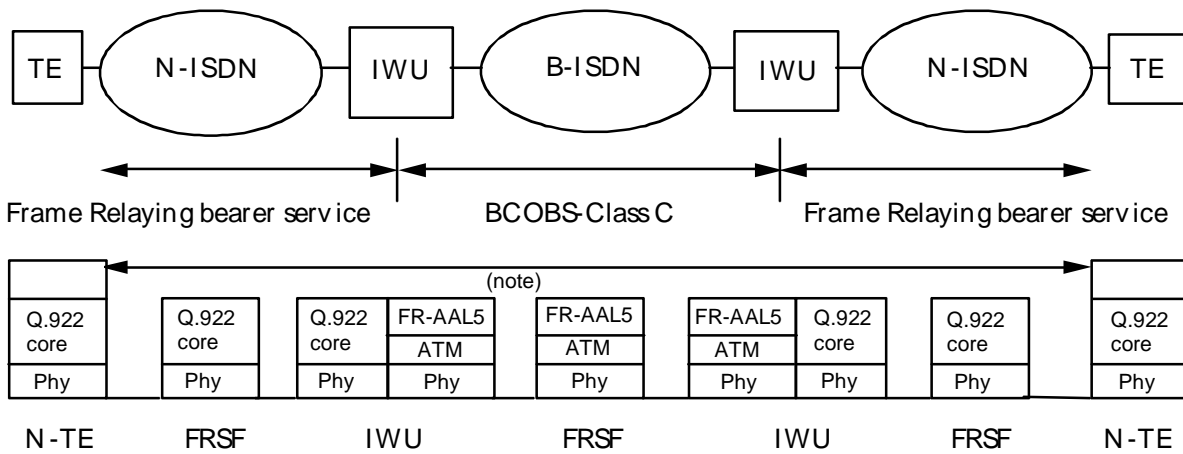 TE N-ISDN IWU B-ISDN IWU N-ISDN TE
Frame Relaying bearer service BCOBS-Class C Frame Relaying bearer service
(note)
Q.922 core Q.922 core Q.922 core FR-AAL5 FR-AAL5 FR-AAL5 Q.922 core Q.922 core Q.922 core
ATM ATM ATM
Phy Phy Phy Phy Phy Phy Phy Phy Phy
N-TE FRSF IWU FRSF IWU FRSF N-TE